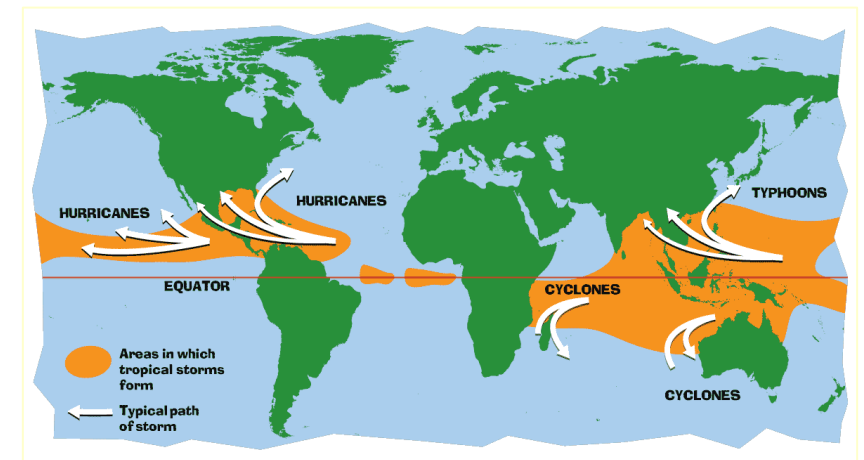 TYPHOONS
HURRICANES
HURRICANES
EQUATOR
CYCLONES
Areas in which
tropical storms
form
CYCLONES
Typical path
of storm